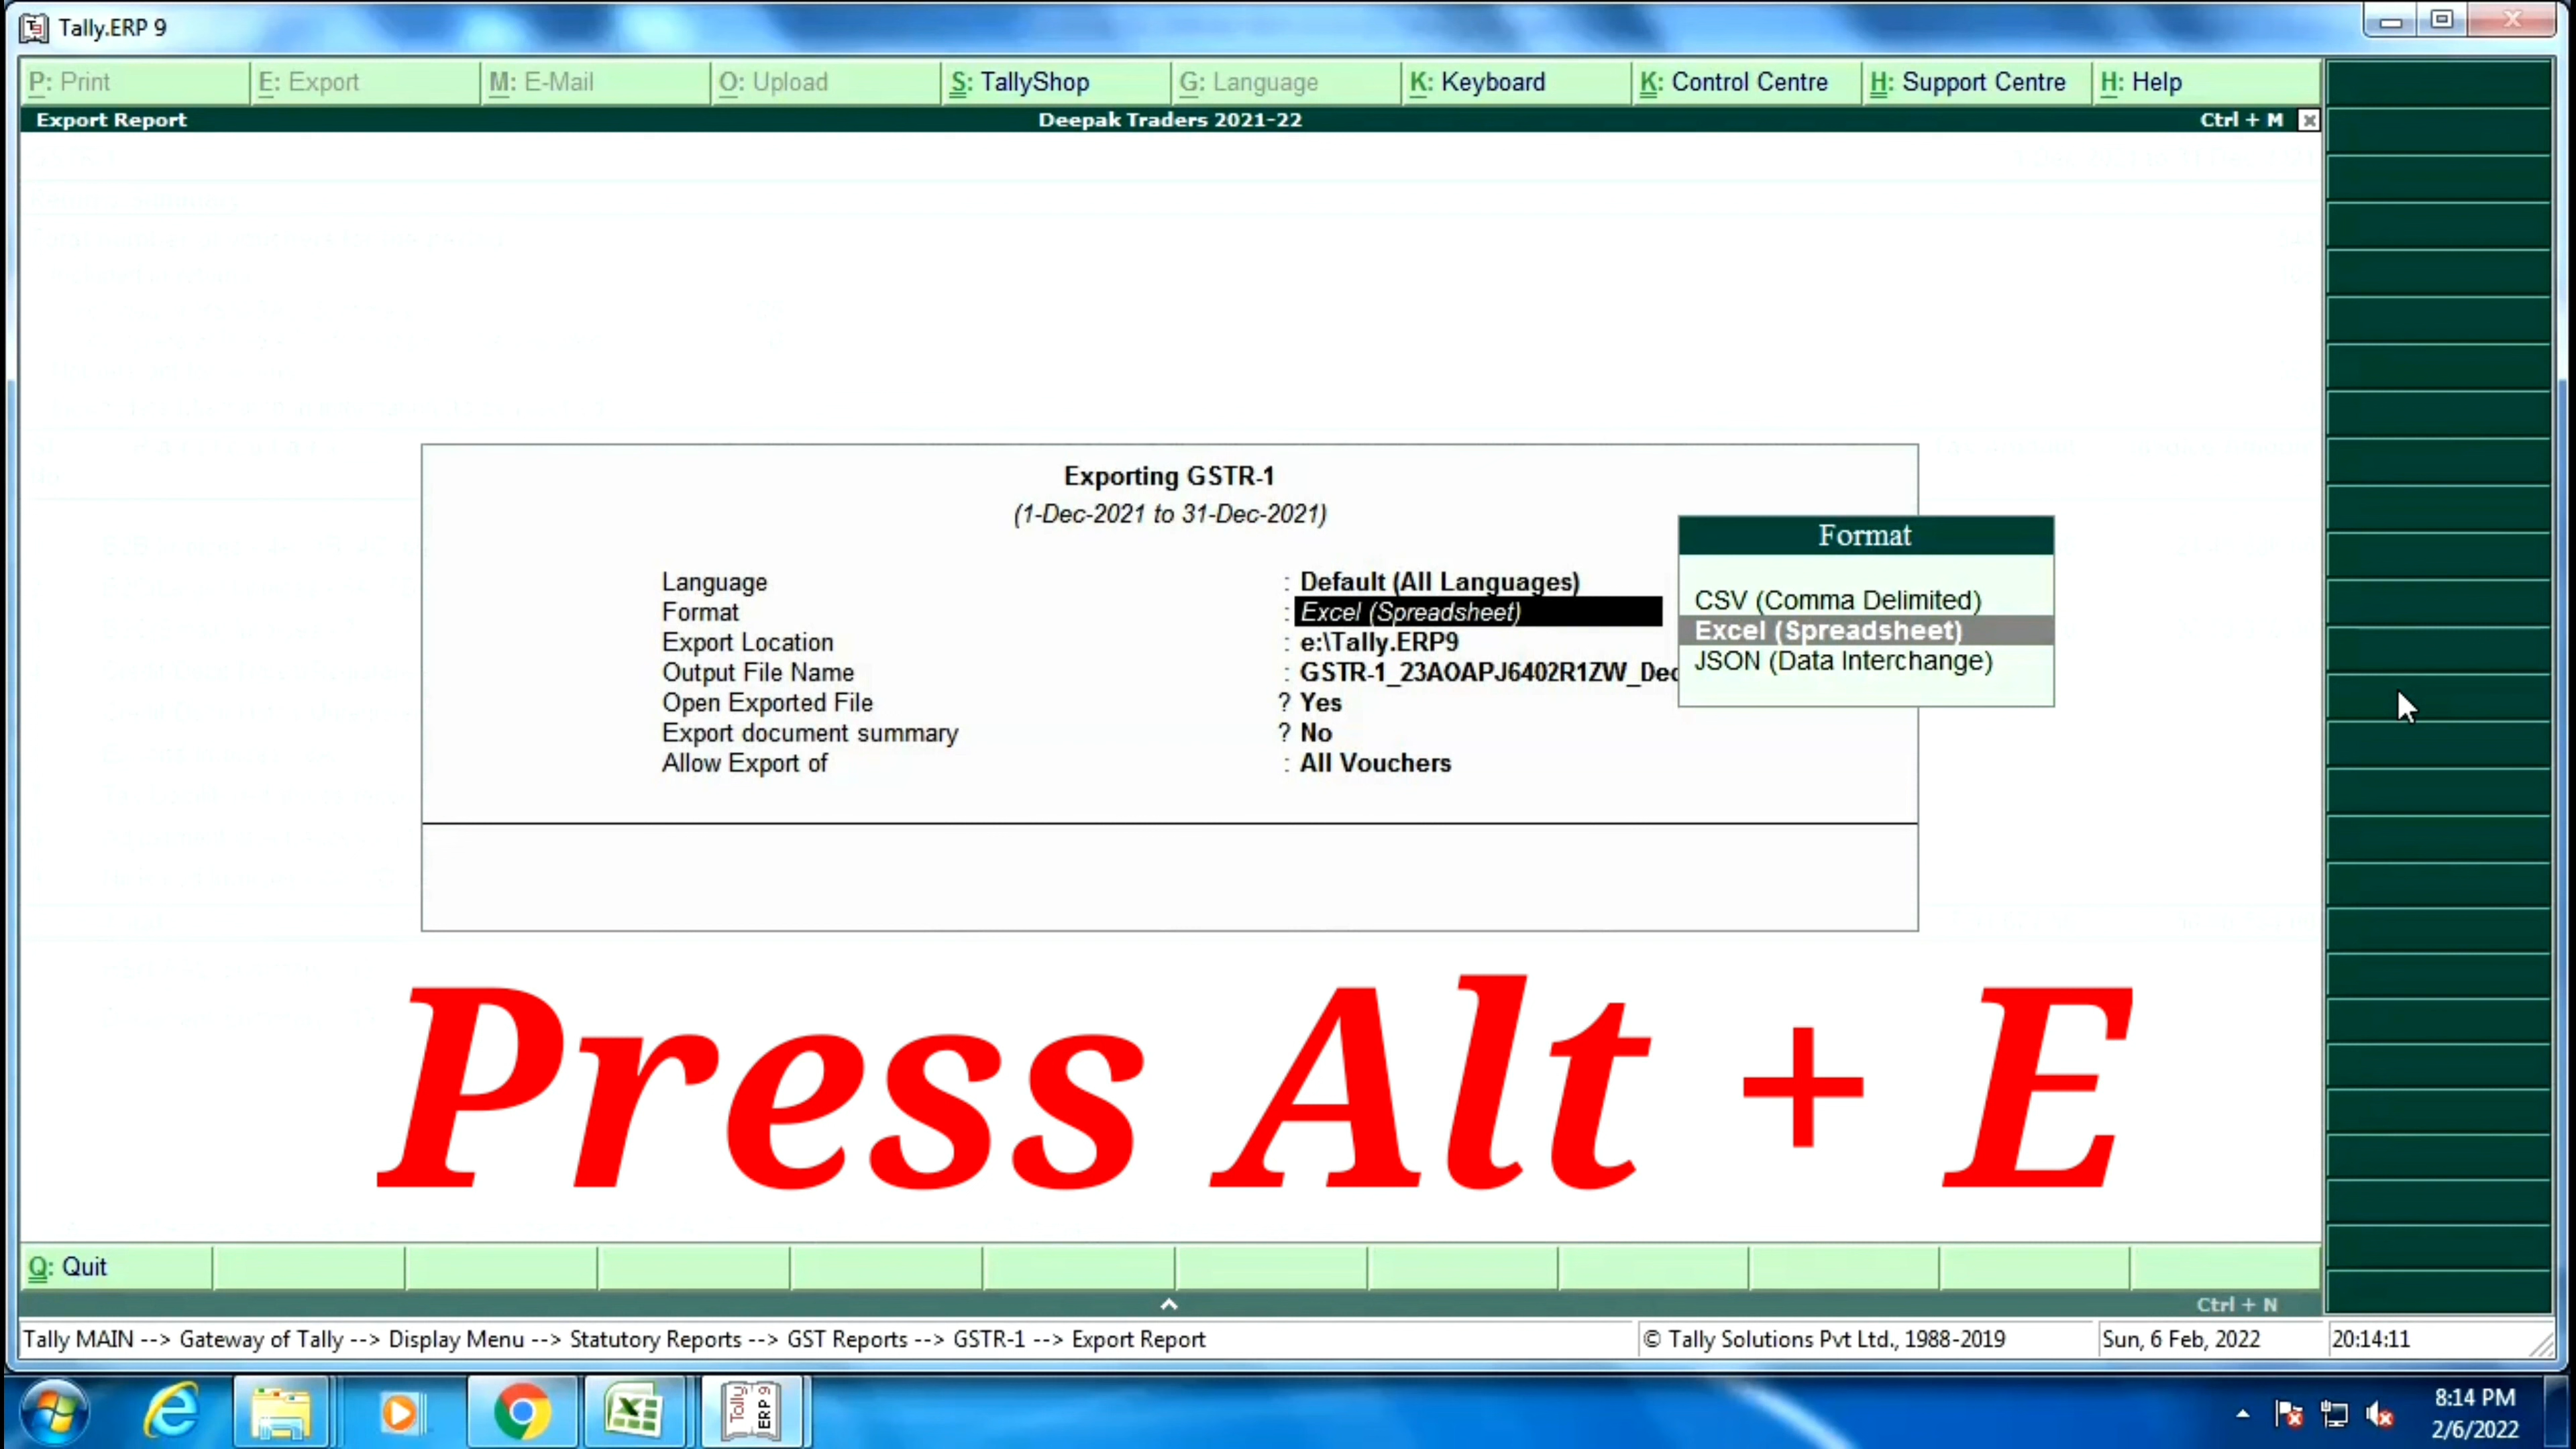 Tally.ERP 9
P: Print E: Export M: E-Mail O: Upload S: TallyShop G: Language K: Keyboard K: Control Centre H: Support Centre H: Help
Export Report Deepak Traders 2021-22 Ctrl + M
Exporting GSTR-1
(1-Dec-2021 to 31-Dec-2021)
Format
Language : Default (All Languages)
Format : Excel (Spreadsheet)
Export Location : e:\Tally.ERP9
Output File Name : GSTR-1_23AOAPJ6402R1ZW_Dec
Open Exported File ? Yes
Export document summary ? No
Allow Export of : All Vouchers
CSV (Comma Delimited)
Excel (Spreadsheet)
JSON (Data Interchange)
Press Alt + E
Q: Quit
Ctrl + N
Tally MAIN --> Gateway of Tally --> Display Menu --> Statutory Reports --> GST Reports --> GSTR-1 --> Export Report © Tally Solutions Pvt Ltd., 1988-2019 Sun, 6 Feb, 2022 20:14:11
Tally ERP 9
8:14 PM
2/6/2022